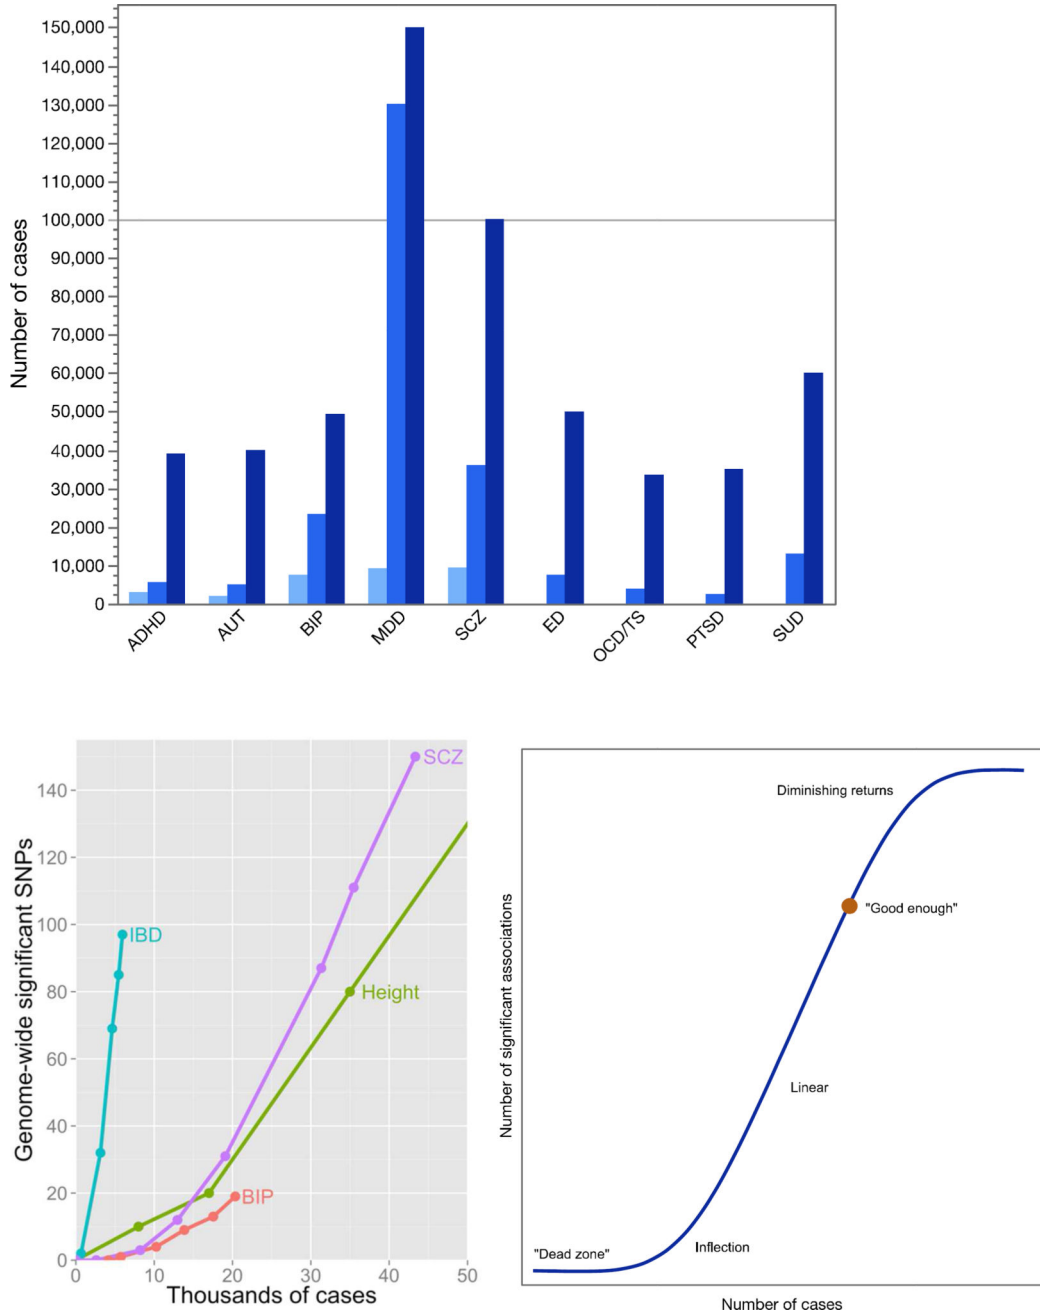 Number of cases
150,000
140,000
130,000
120,000
110,000
100,000
90,000
80,000
70,000
60,000
50,000
40,000
30,000
20,000
10,000
0
ADHD
AUT
BIP
MDD
SCZ
ED
OCD/TS
PTSD
SUD
Genome-wide significant SNPs
140
120
100
80
60
40
20
0
SCZ
IBD
Height
BIP
0
10
20
30
40
50
Thousands of cases
Number of significant associations
Diminishing returns
"Good enough"
Linear
Inflection
"Dead zone"
Number of cases